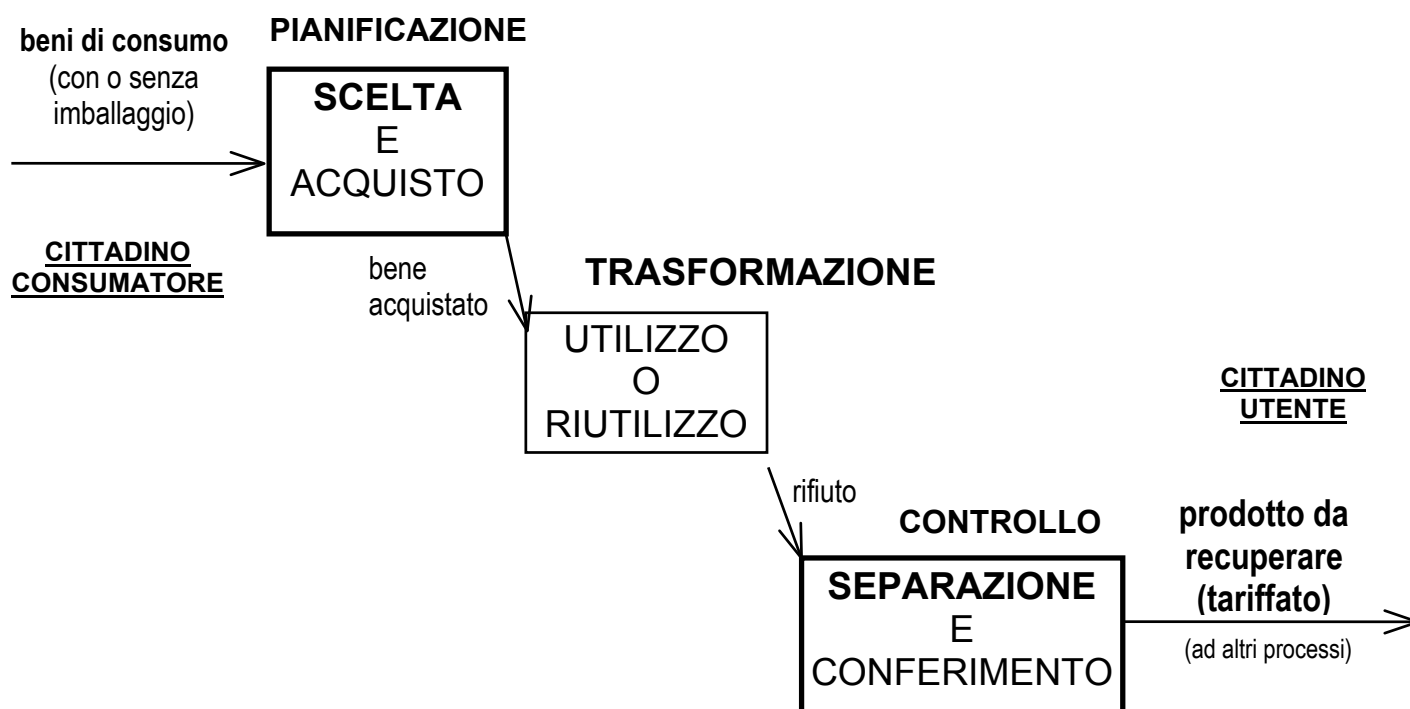 beni di consumo
(con o senza
imballaggio)
PIANIFICAZIONE
SCELTA
E
ACQUISTO
CITTADINO
CONSUMATORE
bene
acquistato
TRASFORMAZIONE
UTILIZZO
O
RIUTILIZZO
CITTADINO
UTENTE
rifiuto
CONTROLLO
SEPARAZIONE
E
CONFERIMENTO
prodotto da
recuperare
(tariffato)
(ad altri processi)